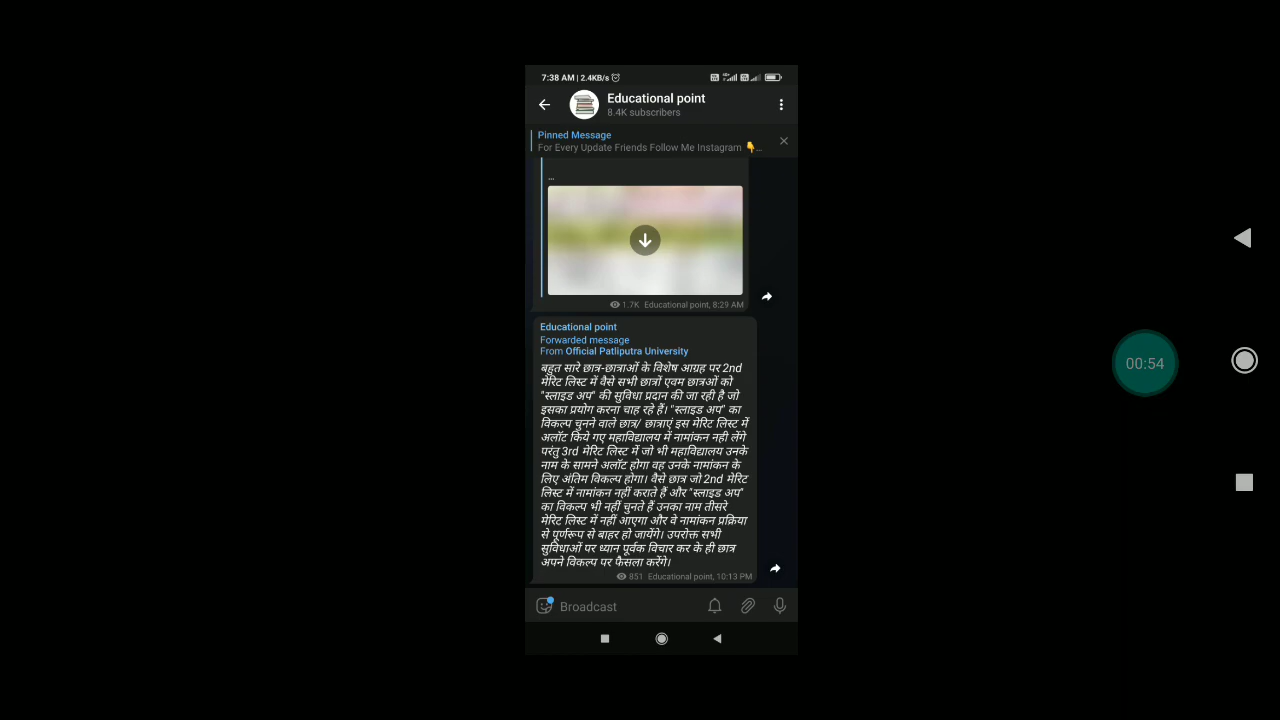 7:38 AM | 2.4KB/s
Educational point
8.4K subscribers
Pinned Message
For Every Update Friends Follow Me Instagram 👇...
...
1.7K Educational point, 8:29 AM
Educational point
Forwarded message
From Official Patliputra University
बहुत सारे छात्र-छात्राओं के विशेष आग्रह पर 2nd
मेरिट लिस्ट में वैसे सभी छात्रों एवम छात्रओं को
"स्लाइड अप" की सुविधा प्रदान की जा रही है जो
इसका प्रयोग करना चाह रहे हैं। "स्लाइड अप" का
विकल्प चुनने वाले छात्र/ छात्राएं इस मेरिट लिस्ट में
अलॉट किये गए महाविद्यालय में नामांकन नही लेंगे
परंतु 3rd मेरिट लिस्ट में जो भी महाविद्यालय उनके
नाम के सामने अलॉट होगा वह उनके नामांकन के
लिए अंतिम विकल्प होगा। वैसे छात्र जो 2nd मेरिट
लिस्ट में नामांकन नहीं कराते हैं और "स्लाइड अप"
का विकल्प भी नहीं चुनते हैं उनका नाम तीसरे
मेरिट लिस्ट में नहीं आएगा और वे नामांकन प्रक्रिया
से पूर्णरूप से बाहर हो जायेंगे। उपरोक्त सभी
सुविधाओं पर ध्यान पूर्वक विचार कर के ही छात्र
अपने विकल्प पर फैसला करेंगे।
851 Educational point, 10:13 PM
Broadcast
00:54